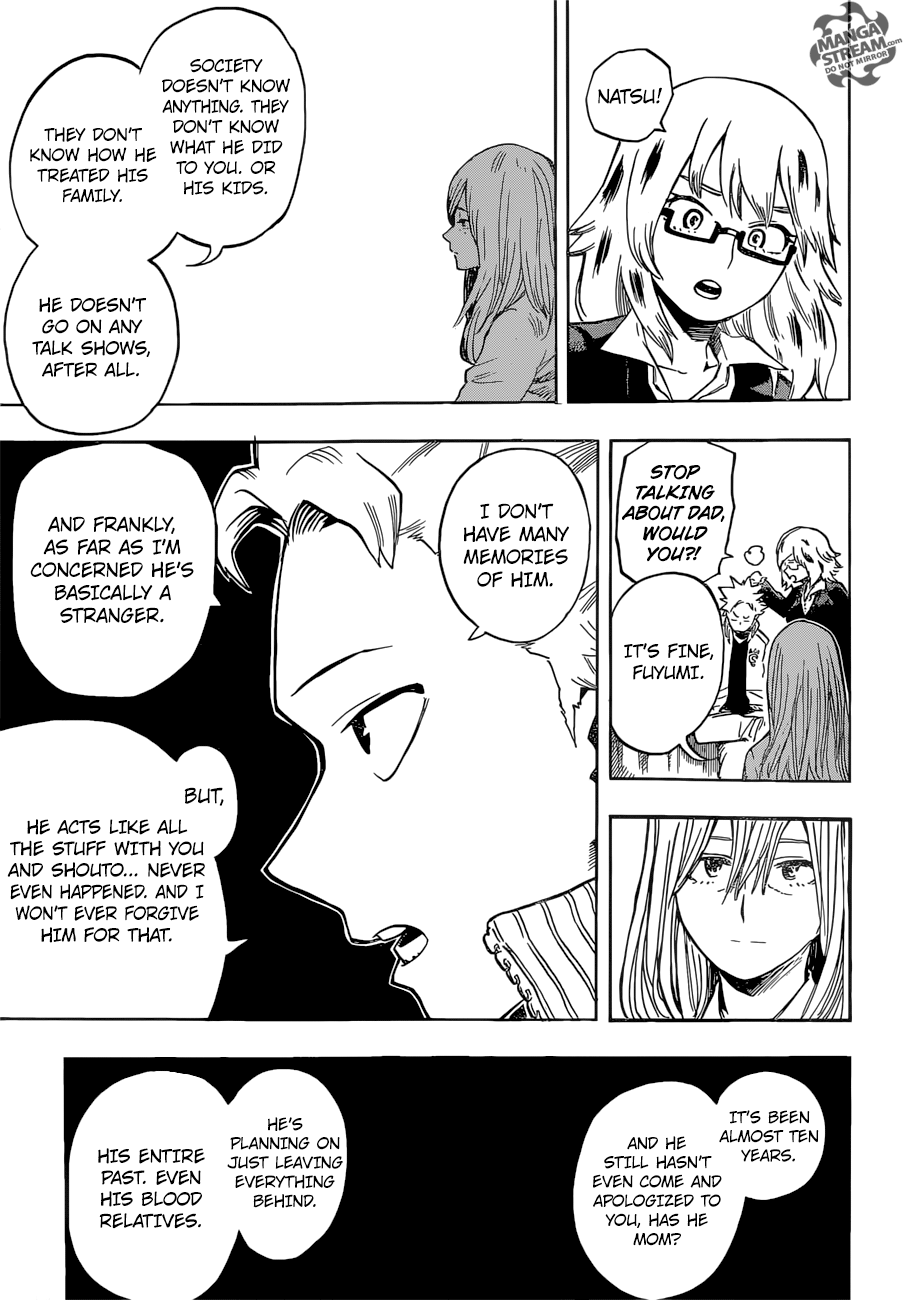 MANGA
STREAM.com
DO NOT MIRROR
NATSU!
SOCIETY
DOESN'T KNOW
ANYTHING. THEY
DON'T KNOW
WHAT HE DID
TO YOU. OR
HIS KIDS.
THEY DON'T
KNOW HOW HE
TREATED HIS
FAMILY.
HE DOESN'T
GO ON ANY
TALK SHOWS,
AFTER ALL.
STOP
TALKING
ABOUT DAD,
WOULD
YOU?!
IT'S FINE,
FUYUMI.
I DON'T
HAVE MANY
MEMORIES
OF HIM.
AND FRANKLY,
AS FAR AS I'M
CONCERNED HE'S
BASICALLY A
STRANGER.
BUT,
HE ACTS LIKE ALL
THE STUFF WITH YOU
AND SHOUTO... NEVER
EVEN HAPPENED. AND I
WON'T EVER FORGIVE
HIM FOR THAT.
IT'S BEEN
ALMOST TEN
YEARS.
AND HE
STILL HASN'T
EVEN COME AND
APOLOGIZED TO
YOU, HAS HE
MOM?
HE'S
PLANNING ON
JUST LEAVING
EVERYTHING
BEHIND.
HIS ENTIRE
PAST. EVEN
HIS BLOOD
RELATIVES.